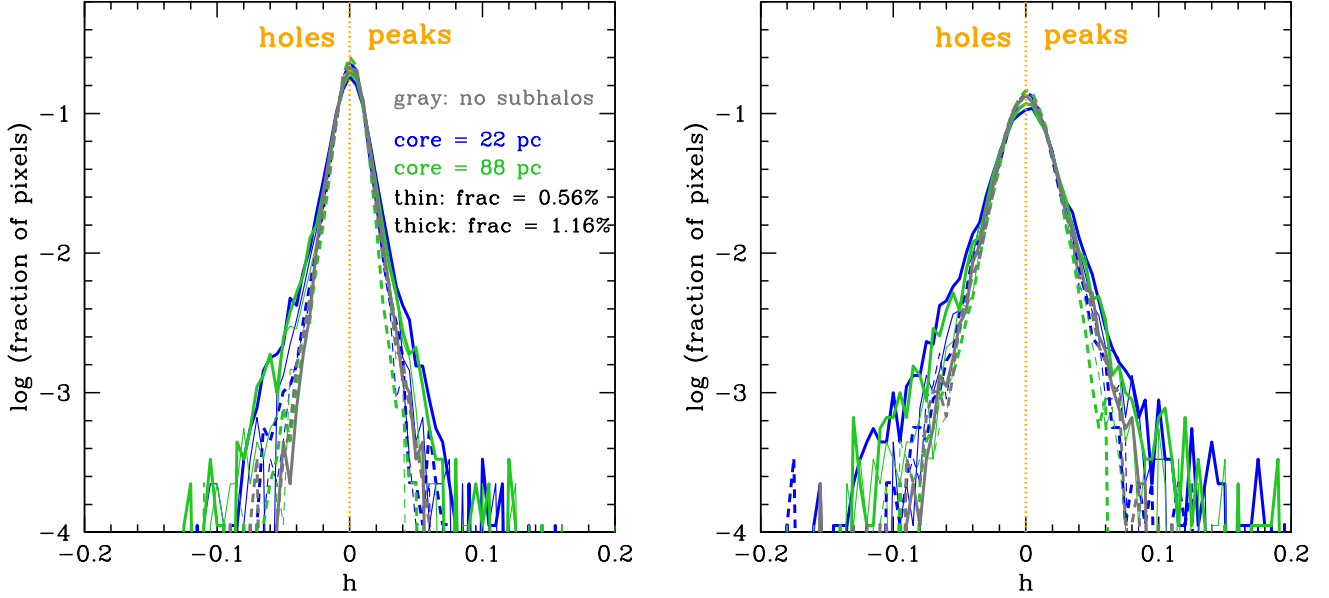 holes peaks
gray: no subhalos
core = 22 pc
core = 88 pc
thin: frac = 0.56%
thick: frac = 1.16%
log (fraction of pixels)
−1
−2
−3
−4
−0.2 −0.1 0 0.1 0.2
h
holes peaks
log (fraction of pixels)
−1
−2
−3
−4
−0.2 −0.1 0 0.1 0.2
h